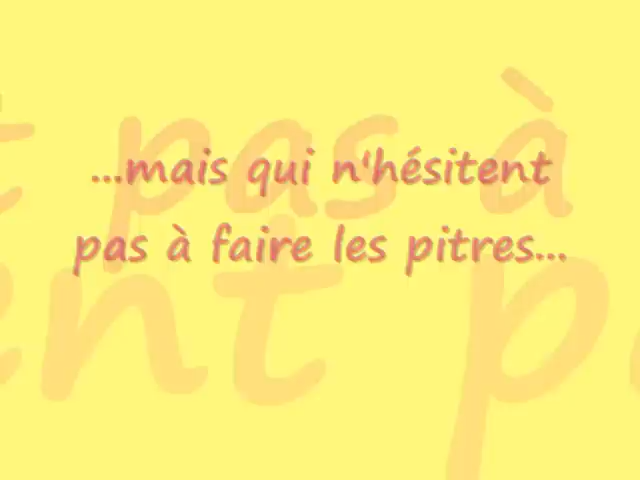 ...mais qui n'hésitent
pas à faire les pitres...